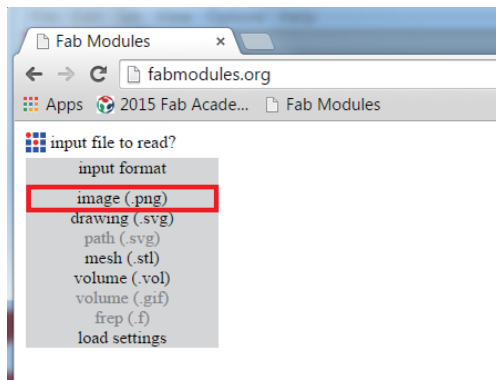 Fab Modules
fabmodules.org
Apps 2015 Fab Acade... Fab Modules
input file to read?
input format
image (.png)
drawing (.svg)
path (.svg)
mesh (.stl)
volume (.vol)
volume (.gif)
frep (.f)
load settings